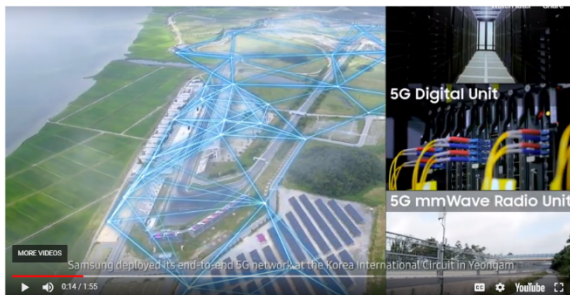 5G Digital Unit
5G mmWave Radio Unit
MORE VIDEOS
Samsung deployed its end-to-end 5G network at the Korea International Circuit in Yeongam
0:14 / 1:55
CC
YouTube